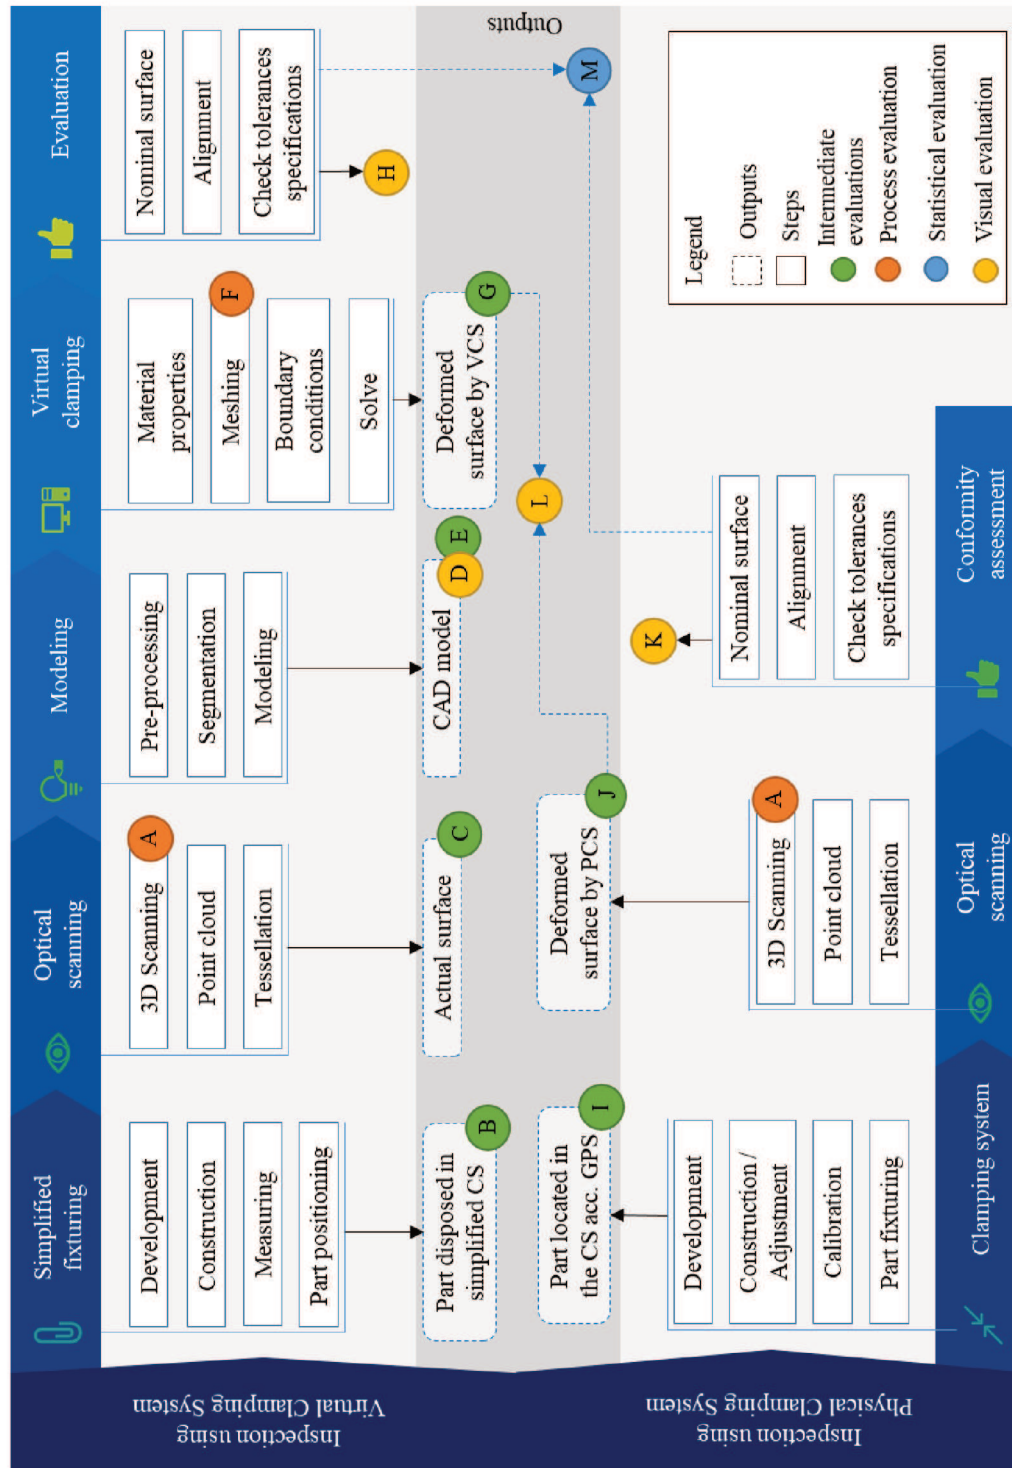 Inspection using
Virtual Clamping System
Simplified
fixturing
Development
Construction
Measuring
Part positioning
Part disposed in
simplified CS
B
Optical
scanning
3D Scanning
A
Point cloud
Tessellation
Actual surface
C
Modeling
Pre-processing
Segmentation
Modeling
CAD model
D
E
Virtual
clamping
Material
properties
Meshing
F
Boundary
conditions
Solve
Deformed
surface by VCS
G
Evaluation
Nominal surface
Alignment
Check tolerances
specifications
H
Outputs
L
M
Inspection using
Physical Clamping System
Part located in
the CS acc. GPS
I
Development
Construction /
Adjustment
Calibration
Part fixturing
Clamping system
Deformed
surface by PCS
J
3D Scanning
A
Point cloud
Tessellation
Optical
scanning
K
Nominal surface
Alignment
Check tolerances
specifications
Conformity
assessment
Legend
Outputs
Steps
Intermediate
evaluations
Process evaluation
Statistical evaluation
Visual evaluation